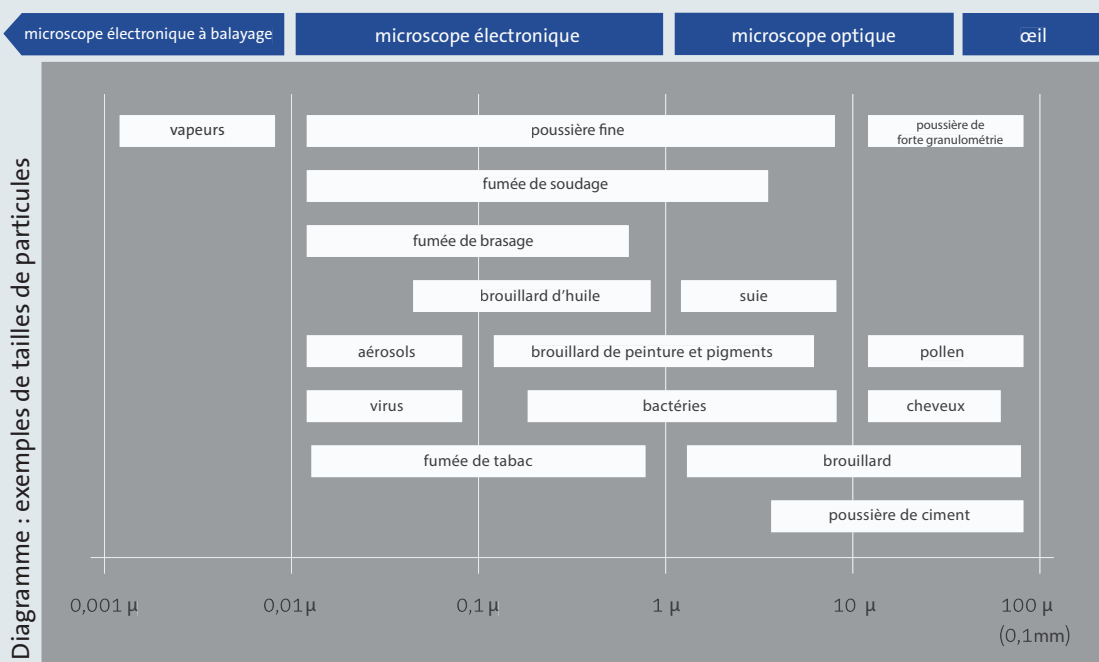 microscope électronique à balayage
microscope électronique
microscope optique
œil
Diagramme : exemples de tailles de particules
vapeurs
poussière fine
poussière de
forte granulométrie
fumée de soudage
fumée de brasage
brouillard d’huile
suie
aérosols
brouillard de peinture et pigments
pollen
virus
bactéries
cheveux
fumée de tabac
brouillard
poussière de ciment
0,001 µ
0,01 µ
0,1 µ
1 µ
10 µ
100 µ
(0,1mm)